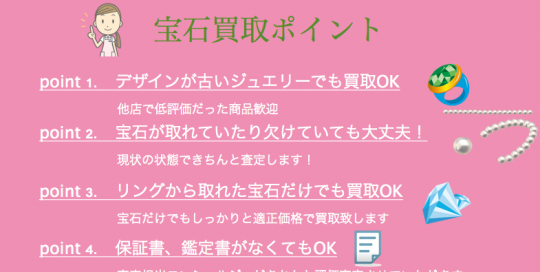 宝石買取ポイント
point 1. デザインが古いジュエリーでも買取OK
他店で低評価だった商品歓迎
point 2. 宝石が取れていたり欠けていても大丈夫！
現状の状態できちんと査定します！
point 3. リングから取れた宝石だけでも買取OK
宝石だけでもしっかりと適正価格で買取致します
point 4. 保証書、鑑定書がなくてもOK